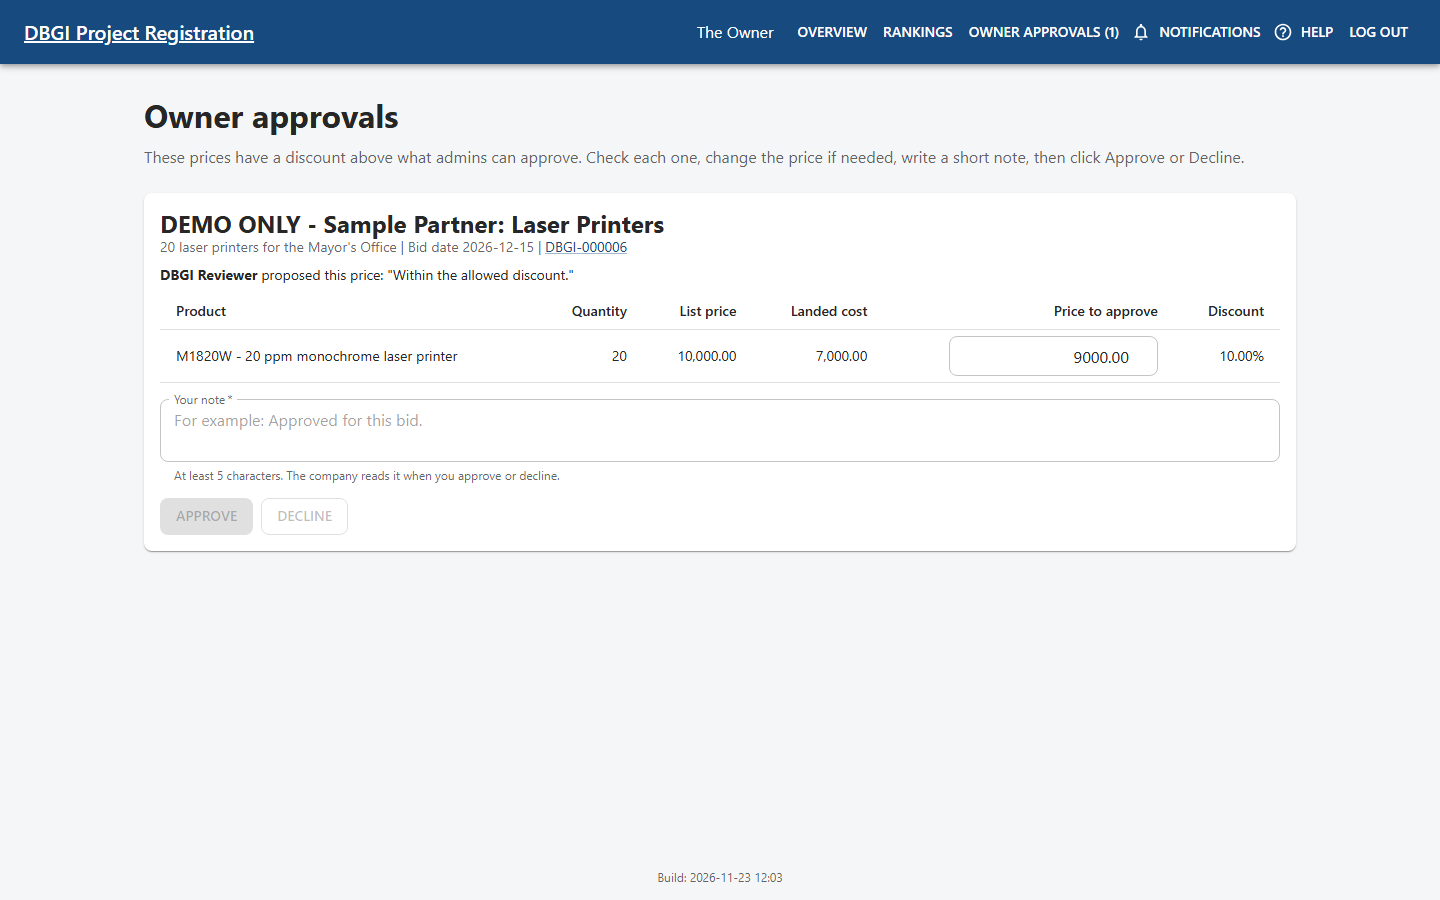 DBGI Project Registration
The Owner OVERVIEW RANKINGS OWNER APPROVALS (1) NOTIFICATIONS HELP LOG OUT
Owner approvals
These prices have a discount above what admins can approve. Check each one, change the price if needed, write a short note, then click Approve or Decline.
DEMO ONLY - Sample Partner: Laser Printers
20 laser printers for the Mayor's Office | Bid date 2026-12-15 | DBGI-000006
DBGI Reviewer proposed this price: "Within the allowed discount."
Product Quantity List price Landed cost Price to approve Discount
M1820W - 20 ppm monochrome laser printer 20 10,000.00 7,000.00 9000.00 10.00%
Your note *
For example: Approved for this bid.
At least 5 characters. The company reads it when you approve or decline.
APPROVE DECLINE
Build: 2026-11-23 12:03